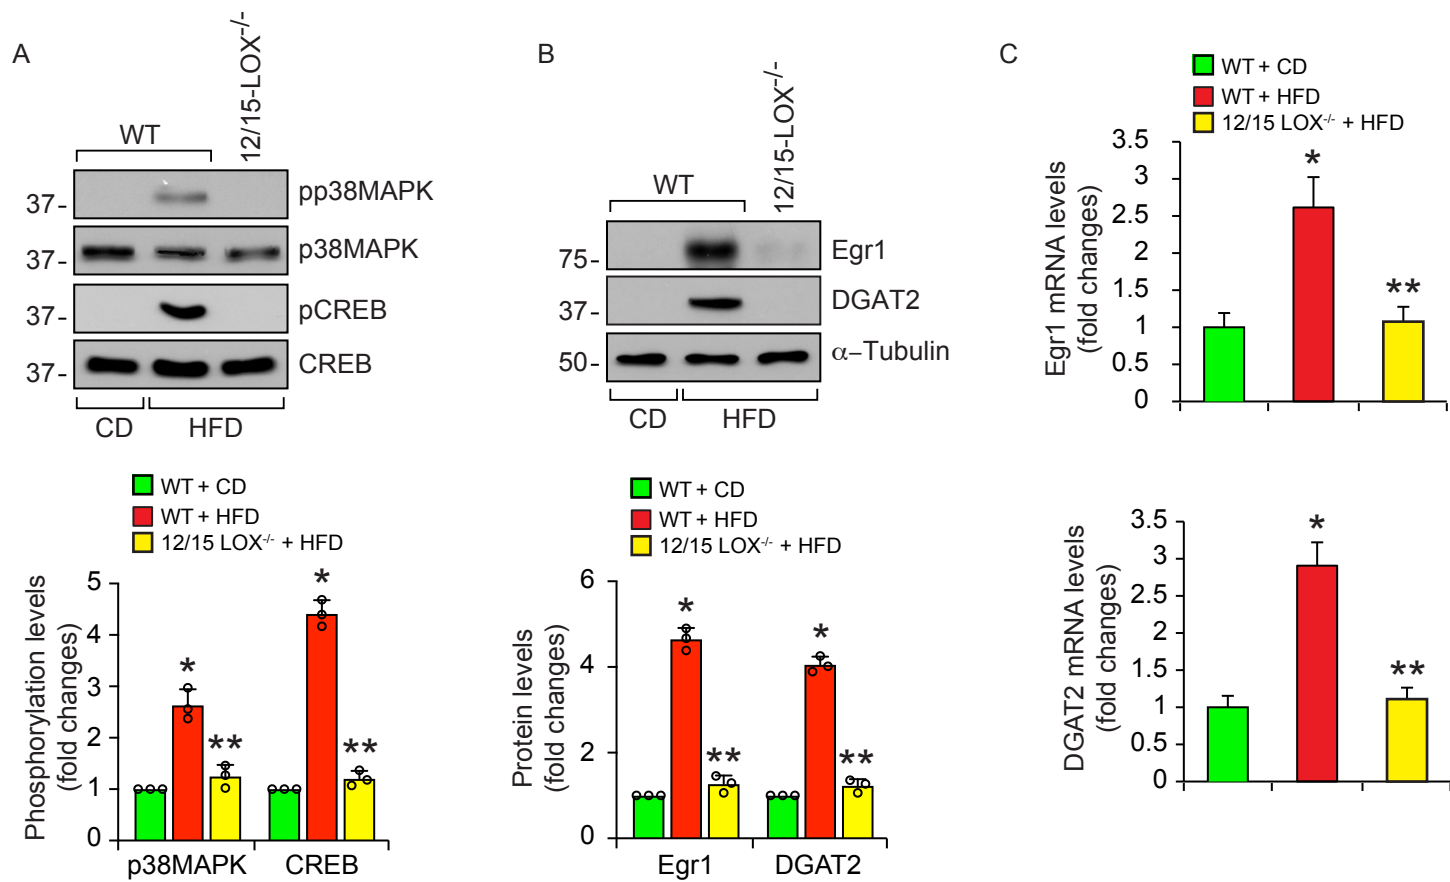 A
WT
12/15-LOX-/-
37-
pp38MAPK
37-
p38MAPK
37-
pCREB
37-
CREB
CD
HFD
WT + CD
WT + HFD
12/15 LOX-/- + HFD
Phosphorylation levels
(fold changes)
5
4
3
2
1
0
*
**
*
**
p38MAPK
CREB
B
WT
12/15-LOX-/-
75-
Egr1
37-
DGAT2
50-
α–Tubulin
CD
HFD
WT + CD
WT + HFD
12/15 LOX-/- + HFD
Protein levels
(fold changes)
6
4
2
0
*
**
*
**
Egr1
DGAT2
C
WT + CD
WT + HFD
12/15 LOX-/- + HFD
Egr1 mRNA levels
(fold changes)
3.5
3
2.5
2
1.5
1
0.5
0
*
**
DGAT2 mRNA levels
(fold changes)
3.5
3
2.5
2
1.5
1
0.5
0
*
**